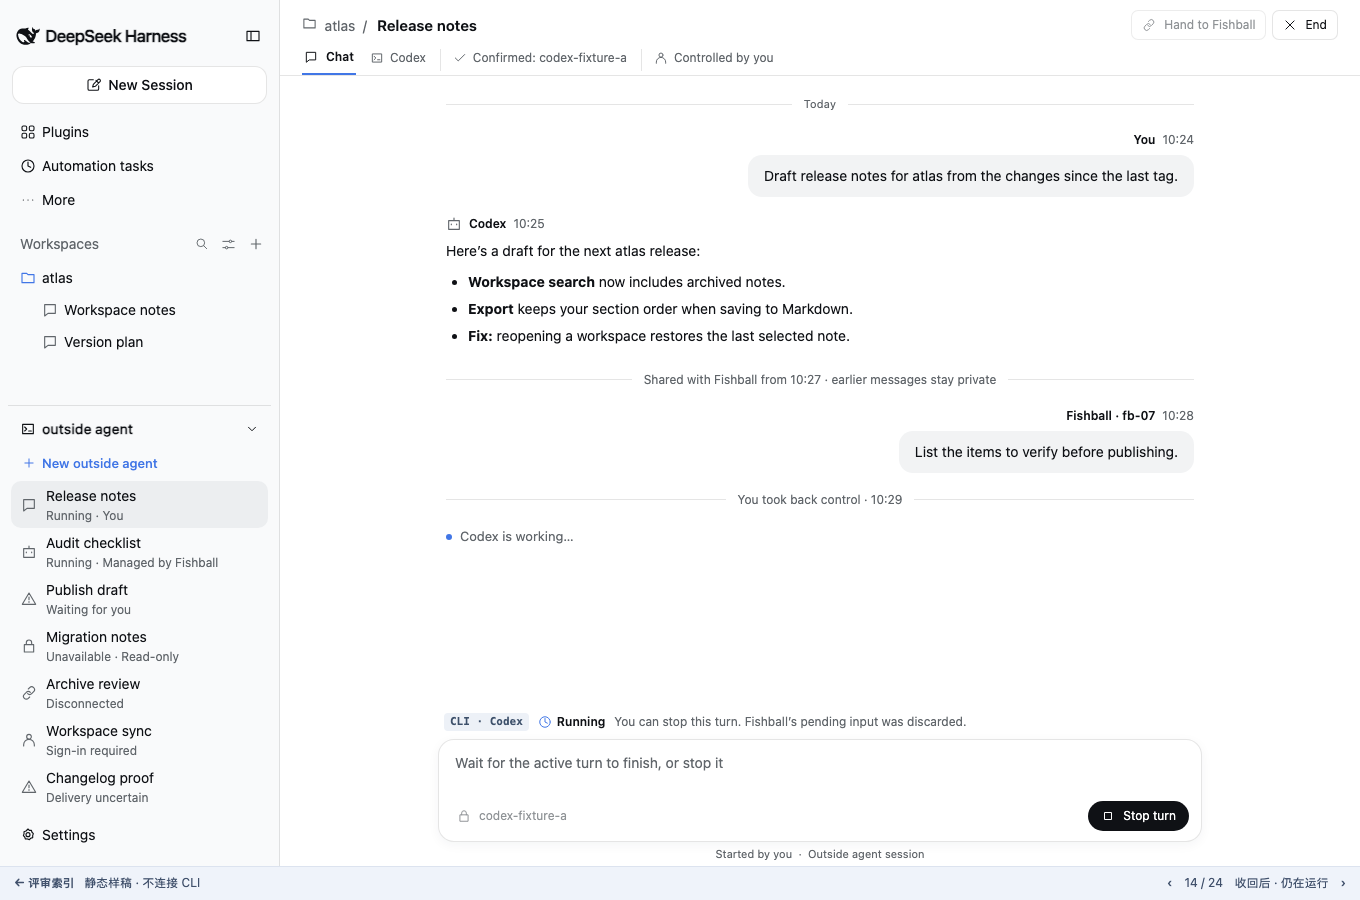 DeepSeek Harness
New Session
Plugins
Automation tasks
More
Workspaces
atlas
Workspace notes
Version plan
outside agent
New outside agent
Release notes
Running · You
Audit checklist
Running · Managed by Fishball
Publish draft
Waiting for you
Migration notes
Unavailable · Read-only
Archive review
Disconnected
Workspace sync
Sign-in required
Changelog proof
Delivery uncertain
Settings
atlas / Release notes
Hand to Fishball
End
Chat
Codex
Confirmed: codex-fixture-a
Controlled by you
Today
You 10:24
Draft release notes for atlas from the changes since the last tag.
Codex 10:25
Here’s a draft for the next atlas release:
• Workspace search now includes archived notes.
• Export keeps your section order when saving to Markdown.
• Fix: reopening a workspace restores the last selected note.
Shared with Fishball from 10:27 · earlier messages stay private
Fishball · fb-07 10:28
List the items to verify before publishing.
You took back control · 10:29
Codex is working…
CLI · Codex Running You can stop this turn. Fishball’s pending input was discarded.
Wait for the active turn to finish, or stop it
codex-fixture-a
Stop turn
Started by you · Outside agent session
← 评审索引 静态样稿 · 不连接 CLI
‹ 14 / 24 收回后 · 仍在运行 ›